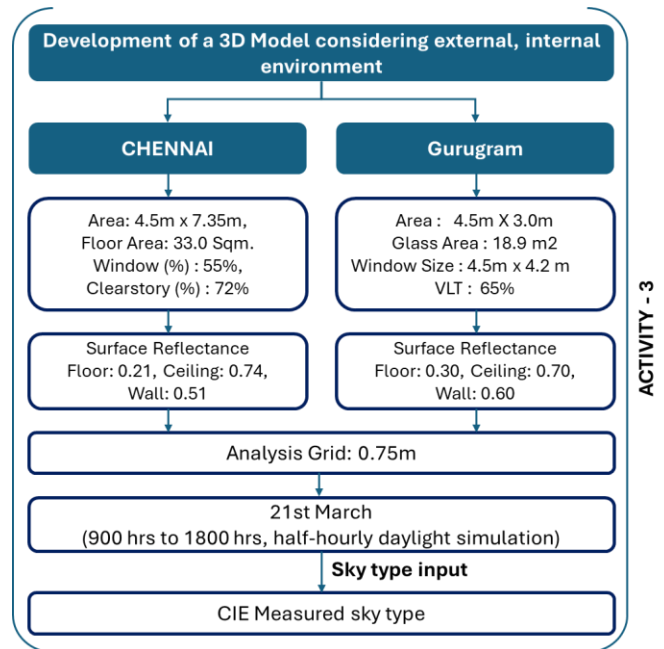 Development of a 3D Model considering external, internal
environment
CHENNAI
Gurugram
Area: 4.5m x 7.35m,
Floor Area: 33.0 Sqm.
Window (%) : 55%,
Clearstory (%) : 72%
Area : 4.5m X 3.0m
Glass Area : 18.9 m2
Window Size : 4.5m x 4.2 m
VLT : 65%
Surface Reflectance
Floor: 0.21, Ceiling: 0.74,
Wall: 0.51
Surface Reflectance
Floor: 0.30, Ceiling: 0.70,
Wall: 0.60
Analysis Grid: 0.75m
21st March
(900 hrs to 1800 hrs, half-hourly daylight simulation)
Sky type input
CIE Measured sky type
ACTIVITY - 3